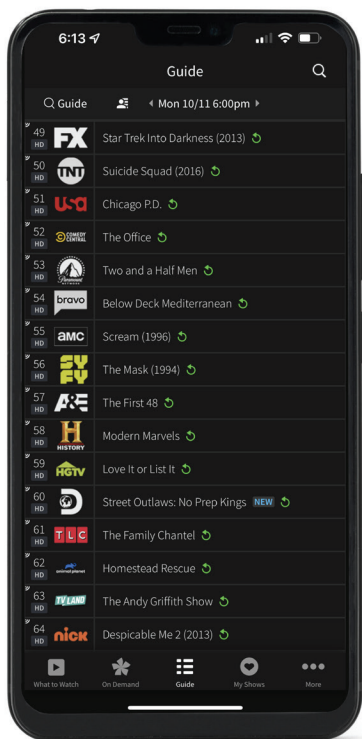 6:13
Guide
Guide
Mon 10/11 6:00pm
49 HD FX Star Trek Into Darkness (2013)
50 HD TNT Suicide Squad (2016)
51 HD USA Chicago P.D.
52 HD COMEDY CENTRAL The Office
53 HD Paramount NETWORK Two and a Half Men
54 HD bravo Below Deck Mediterranean
55 HD aMC Scream (1996)
56 HD SYFY The Mask (1994)
57 HD A&E The First 48
58 HD H HISTORY Modern Marvels
59 HD HGTV Love It or List It
60 HD D Street Outlaws: No Prep Kings NEW
61 HD TLC The Family Chantel
62 HD animal planet Homestead Rescue
63 HD TV LAND The Andy Griffith Show
64 HD nick Despicable Me 2 (2013)
What to Watch On Demand Guide My Shows More